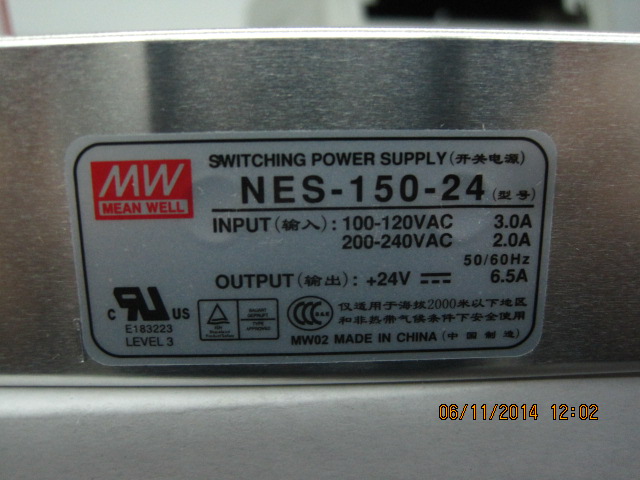 SWITCHING POWER SUPPLY(开关电源)
MW
MEAN WELL
NES-150-24 (型号)
INPUT(输入): 100-120VAC 3.0A
200-240VAC 2.0A
50/60Hz
OUTPUT(输出): +24V 6.5A
C US
E183223
LEVEL 3
CCC
仅适用于海拔2000米以下地区
和非热带气候条件下安全使用
MW02 MADE IN CHINA (中国制造)
06/11/2014 12:02